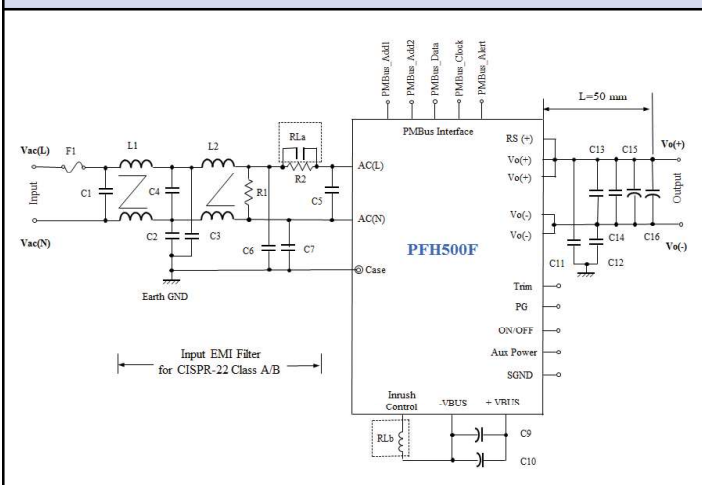 PMBus_Add1
PMBus_Add2
PMBus_Data
PMBus_Clock
PMBus_Alert
L=50 mm
PMBus Interface
RLa
R2
Vac(L)
F1
L1
L2
AC(L)
RS (+)
Vo(+)
Vo(+)
C13
C15
Vo(+)
Input
C1
C4
R1
C5
Output
C2
C3
AC(N)
Vo(-)
Vo(-)
C14
C16
Vac(N)
C6
C7
PFH500F
C11
C12
Vo(-)
Case
Earth GND
Trim
PG
ON/OFF
Aux Power
SGND
Input EMI Filter
for CISPR-22 Class A/B
Inrush
Control
-VBUS
+ VBUS
RLb
C9
C10